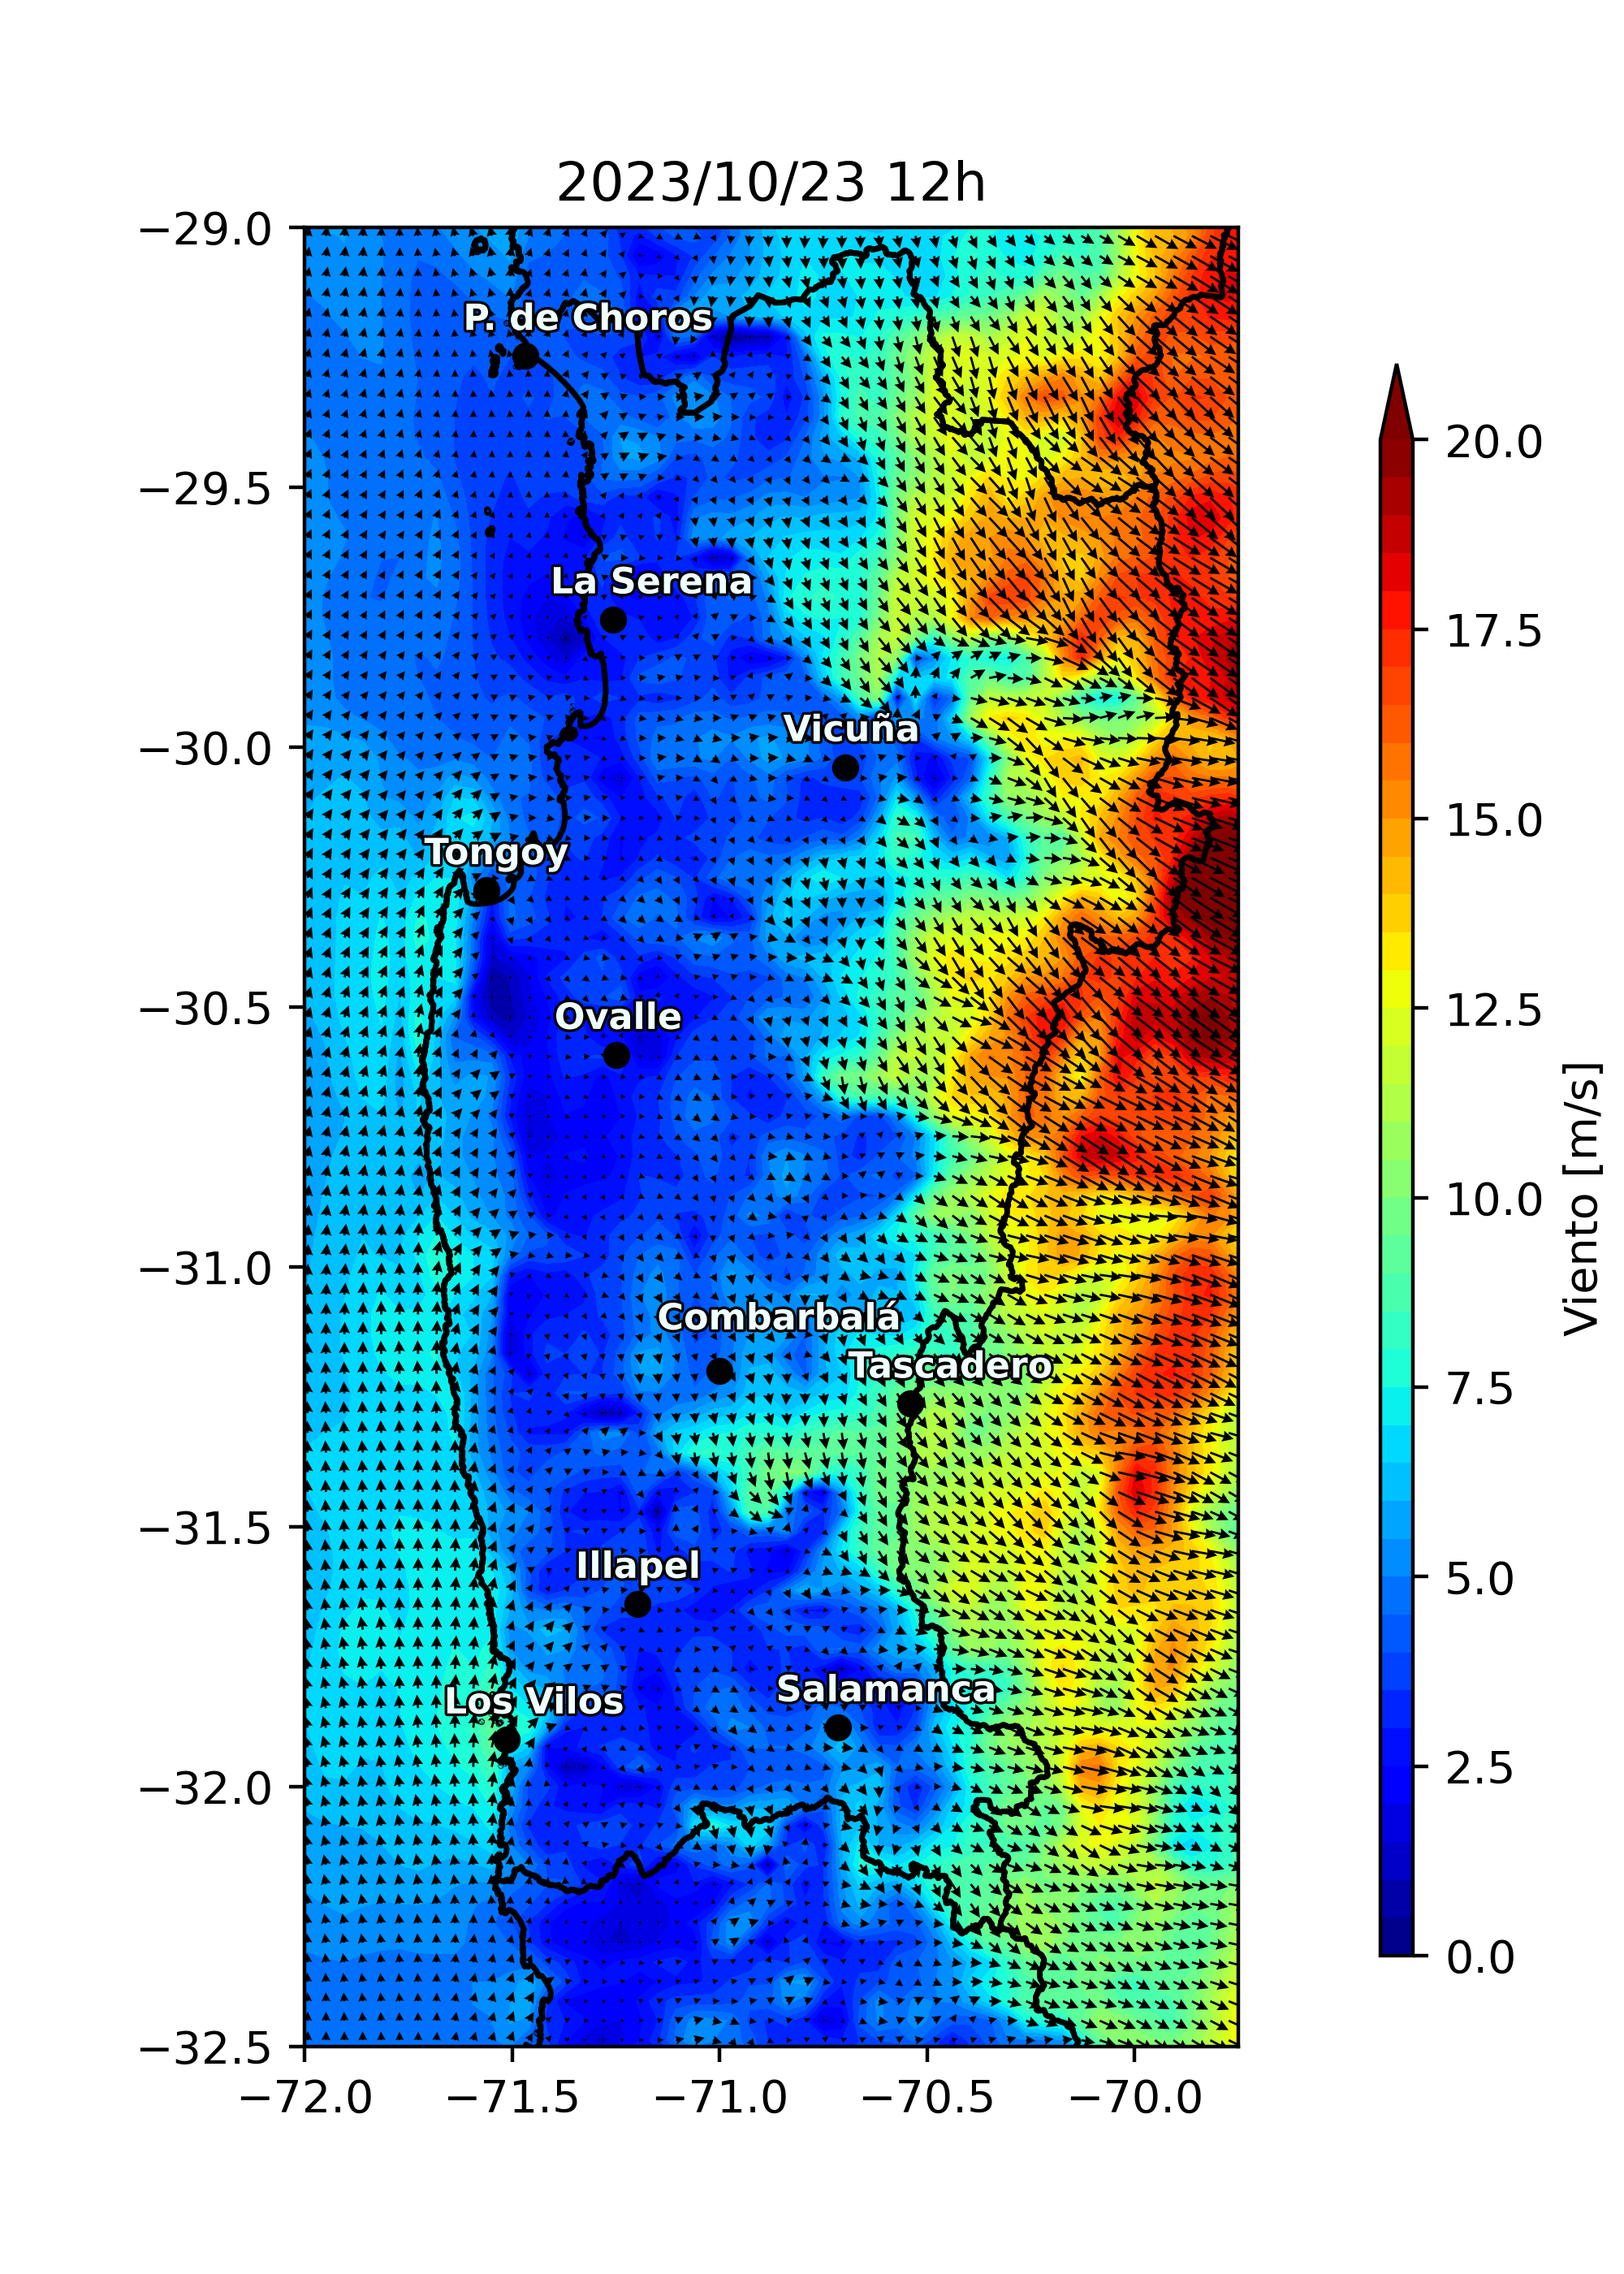 2023/10/23 12h
−29.0
−29.5
−30.0
−30.5
−31.0
−31.5
−32.0
−32.5
−72.0
−71.5
−71.0
−70.5
−70.0
P. de Choros
La Serena
Vicuña
Tongoy
Ovalle
Combarbalá
Tascadero
Illapel
Salamanca
Los Vilos
20.0
17.5
15.0
12.5
10.0
7.5
5.0
2.5
0.0
Viento [m/s]